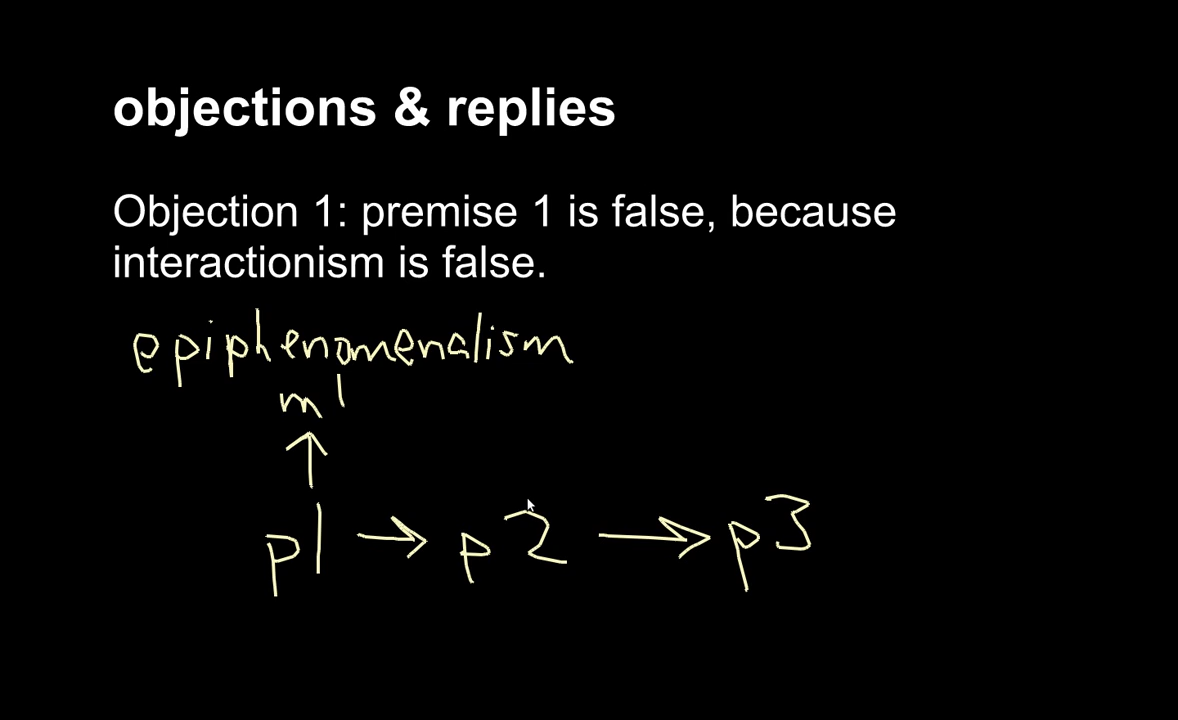 objections & replies
Objection 1: premise 1 is false, because
interactionism is false.
epiphenomenalism
m1
↑
p1 → p2 → p3